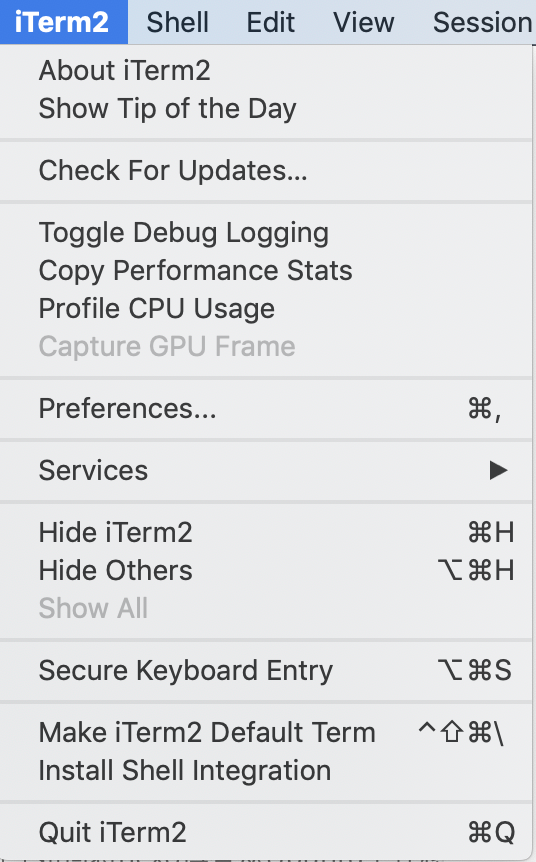 iTerm2 Shell Edit View Session
About iTerm2
Show Tip of the Day
Check For Updates...
Toggle Debug Logging
Copy Performance Stats
Profile CPU Usage
Capture GPU Frame
Preferences... ⌘,
Services ▶
Hide iTerm2 ⌘H
Hide Others ⌥⌘H
Show All
Secure Keyboard Entry ⌥⌘S
Make iTerm2 Default Term ^⇧⌘\
Install Shell Integration
Quit iTerm2 ⌘Q